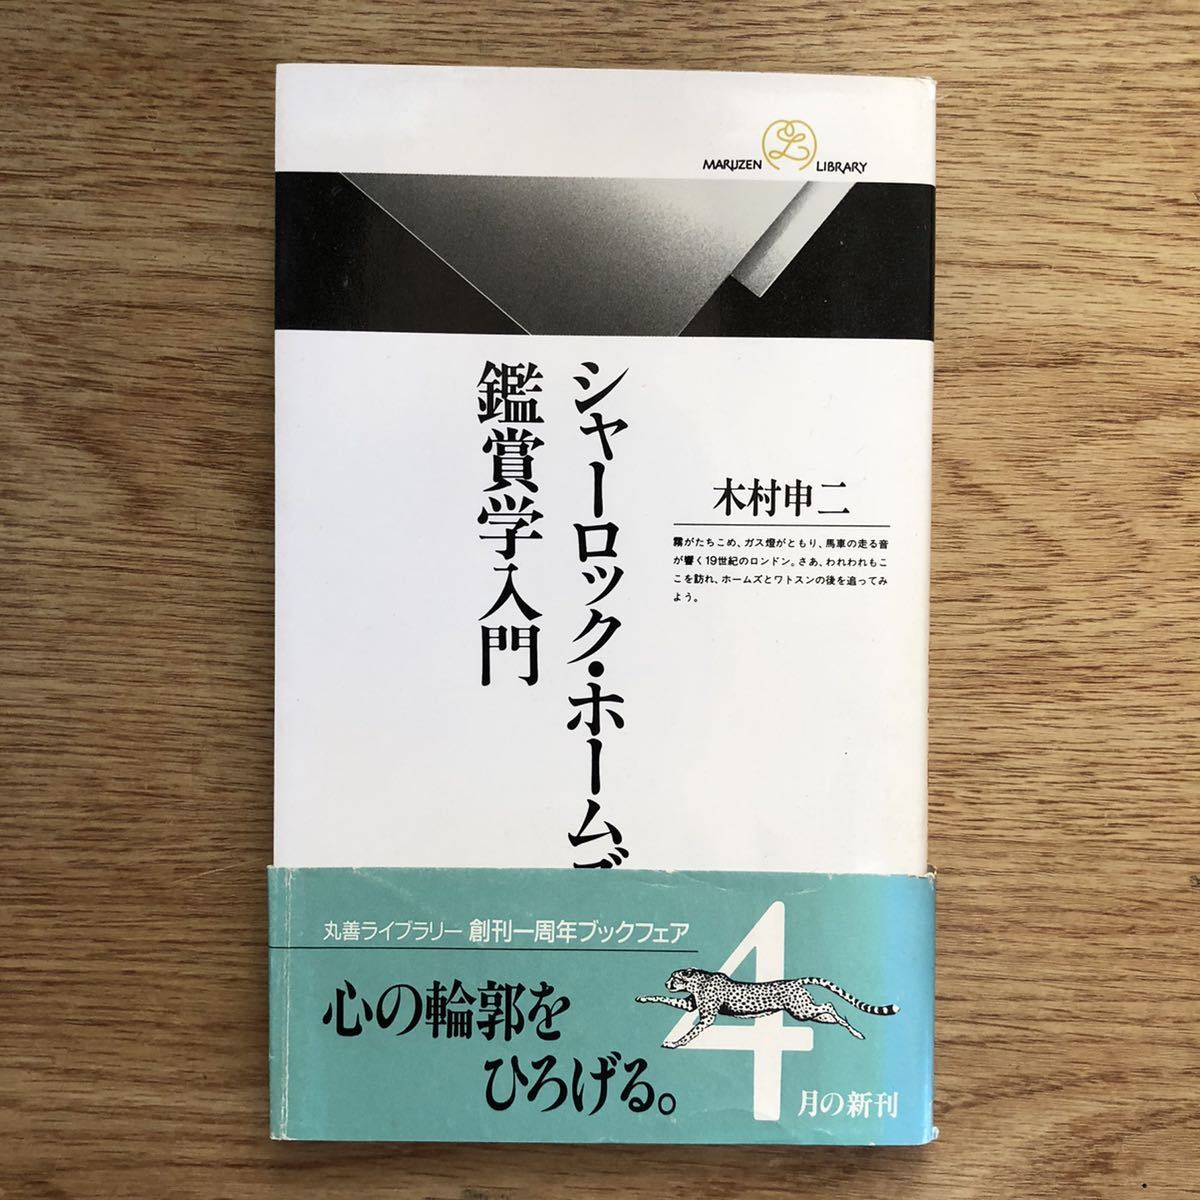 MARUZEN LIBRARY
シャーロック・ホームズ
鑑賞学入門
木村申二
霧がたちこめ、ガス燈がともり、馬車の走る音
が響く19世紀のロンドン。さあ、われわれもこ
こを訪れ、ホームズとワトスンの後を追ってみ
よう。
丸善ライブラリー 創刊一周年ブックフェア
心の輪郭を
ひろげる。
4
月の新刊